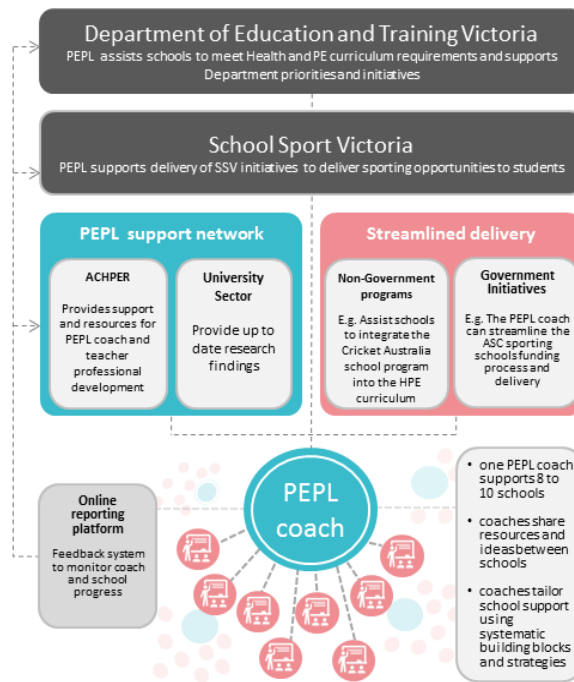 Department of Education and Training Victoria
PEPL assists schools to meet Health and PE curriculum requirements and supports
Department priorities and initiatives
School Sport Victoria
PEPL supports delivery of SSV initiatives to deliver sporting opportunities to students
PEPL support network
ACHPER
Provides support
and resources for
PEPL coach and
teacher
professional
development
University
Sector
Provide up to
date research
findings
Streamlined delivery
Non-Government
programs
E.g. Assist schools
to integrate the
Cricket Australia
school program
into the HPE
curriculum
Government
Initiatives
E.g. The PEPL coach
can streamline the
ASC sporting
schools funding
process and
delivery
Online
reporting
platform
Feedback system
to monitor coach
and school
progress
PEPL
coach
• one PEPL coach
supports 8 to
10 schools
• coaches share
resources and
ideasbetween
schools
• coaches tailor
school support
using
systematic
building blocks
and strategies